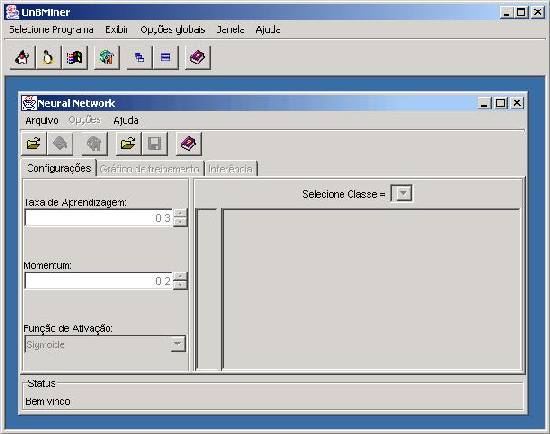 UnBMiner
Selecione Programa Exibir Opções globais Janela Ajuda
Neural Network
Arquivo Opções Ajuda
Configurações Gráfico de treinamento Inferência
Selecione Classe =
Taxa de Aprendizagem:
0.3
Momentum:
0.2
Função de Ativação:
Sigmoide
Status
Bem vindo